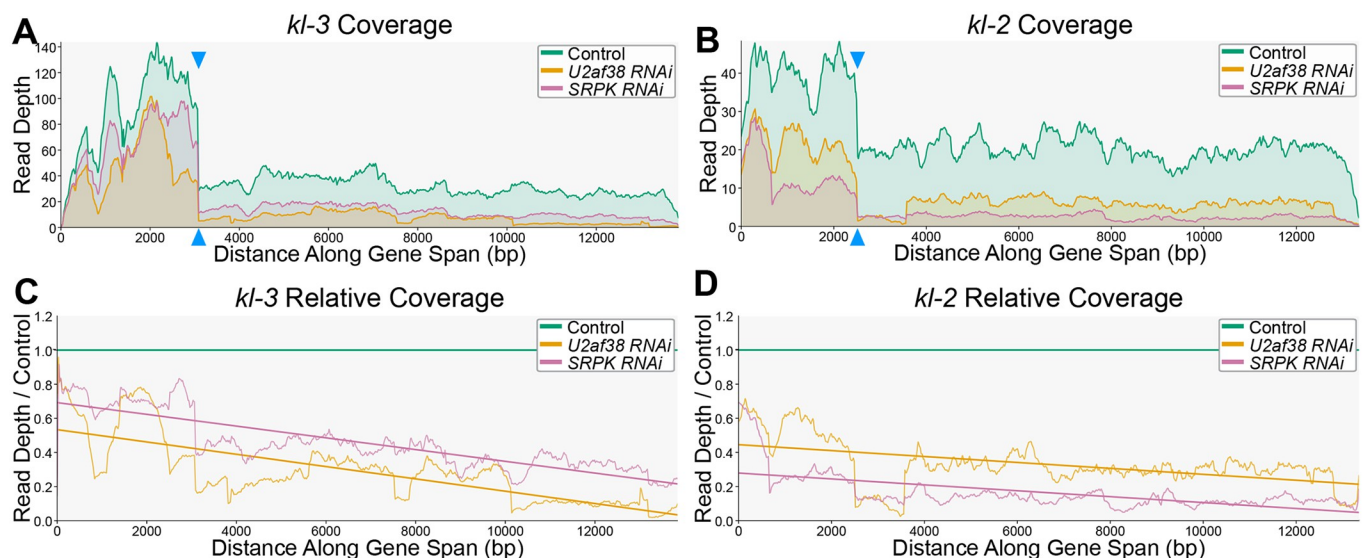 A
kl-3 Coverage
Read Depth
140
120
100
80
60
40
20
0
0 2000 4000 6000 8000 10000 12000
Distance Along Gene Span (bp)
Control
U2af38 RNAi
SRPK RNAi
B
kl-2 Coverage
Read Depth
40
30
20
10
0
0 2000 4000 6000 8000 10000 12000
Distance Along Gene Span (bp)
Control
U2af38 RNAi
SRPK RNAi
C
kl-3 Relative Coverage
Read Depth / Control
1.2
1.0
0.8
0.6
0.4
0.2
0.0
0 2000 4000 6000 8000 10000 12000
Distance Along Gene Span (bp)
Control
U2af38 RNAi
SRPK RNAi
D
kl-2 Relative Coverage
Read Depth / Control
1.2
1.0
0.8
0.6
0.4
0.2
0.0
0 2000 4000 6000 8000 10000 12000
Distance Along Gene Span (bp)
Control
U2af38 RNAi
SRPK RNAi